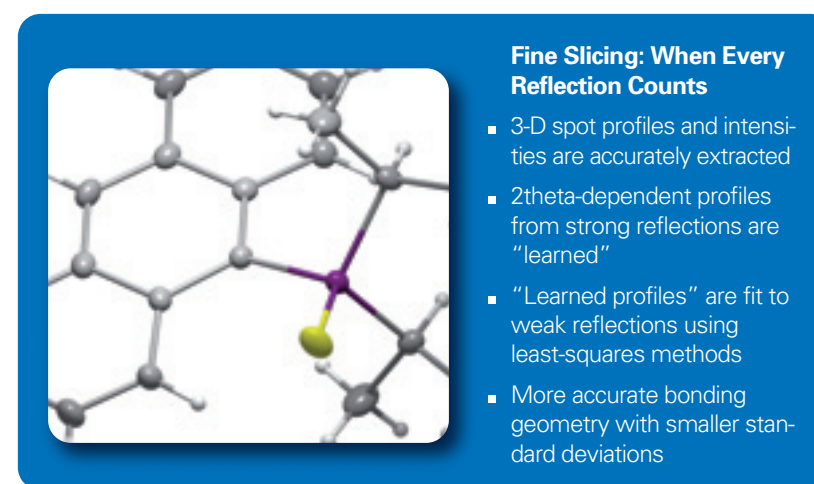 Fine Slicing: When Every
Reflection Counts
▪ 3-D spot profiles and intensi-
ties are accurately extracted
▪ 2theta-dependent profiles
from strong reflections are
“learned”
▪ “Learned profiles” are fit to
weak reflections using
least-squares methods
▪ More accurate bonding
geometry with smaller stan-
dard deviations